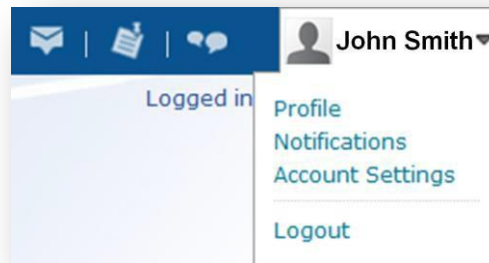 John Smith
Logged in
Profile
Notifications
Account Settings
Logout